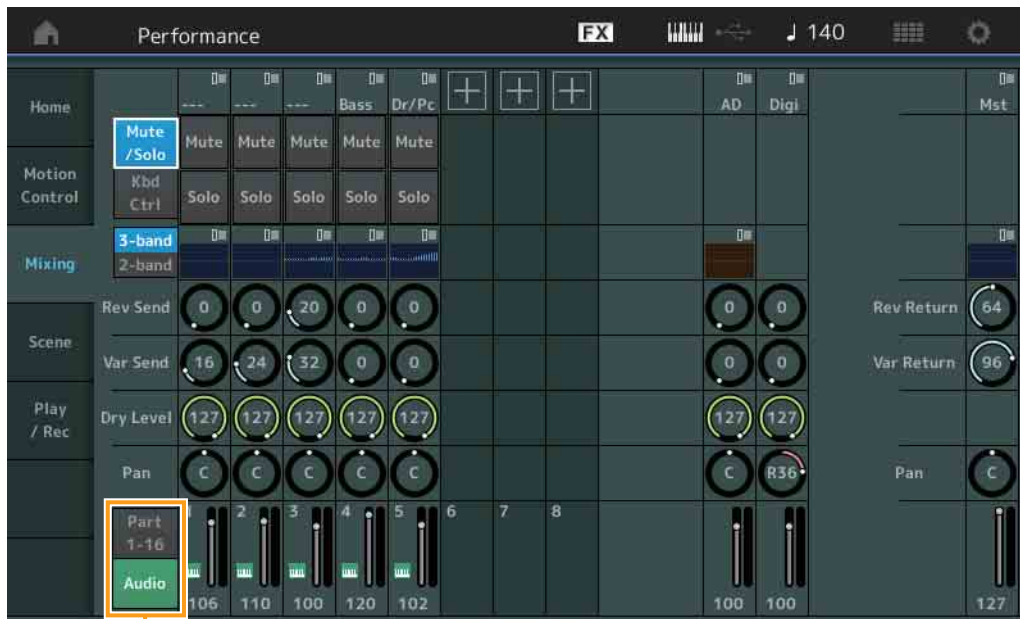 Performance FX 140
Home --- --- --- Bass Dr/Pc AD Digi Mst
Mute /Solo Mute Mute Mute Mute Mute
Motion Control Kbd Ctrl Solo Solo Solo Solo Solo
Mixing 3-band 2-band
Rev Send 0 0 20 0 0 0 0 Rev Return 64
Scene
Var Send 16 24 32 0 0 0 0 Var Return 96
Play / Rec
Dry Level 127 127 127 127 127 127 127
Pan C C C C C C R36 Pan C
Part 1-16 1 2 3 4 5 6 7 8
Audio
106 110 100 120 102 100 100 127